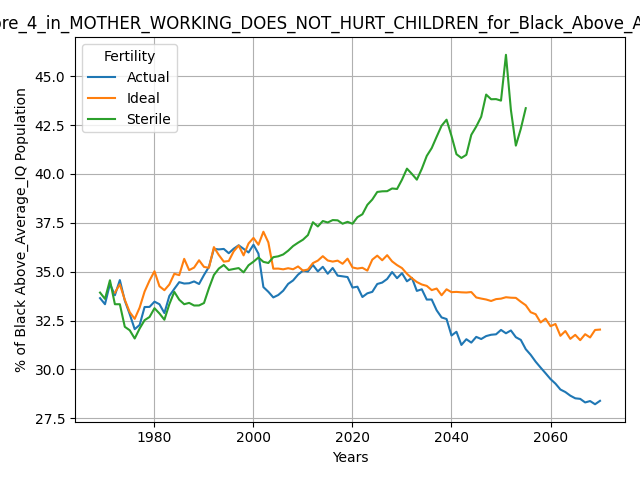 ore_4_in_MOTHER_WORKING_DOES_NOT_HURT_CHILDREN_for_Black_Above_A
Fertility
Actual
Ideal
Sterile
45.0
42.5
40.0
37.5
35.0
32.5
30.0
27.5
% of Black Above_Average_IQ Population
1980
2000
2020
2040
2060
Years